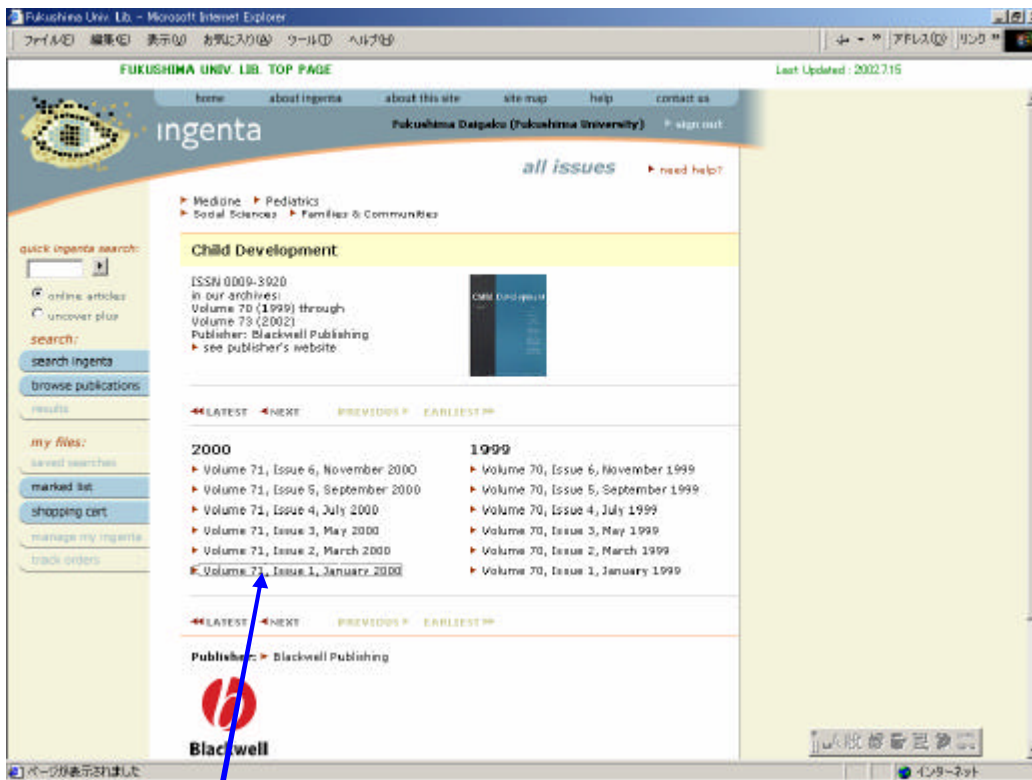 Fukushima Univ. Lib. - Microsoft Internet Explorer
ファイル(F) 編集(E) 表示(V) お気に入り(A) ツール(T) ヘルプ(H) アドレス(D) リンク
FUKUSHIMA UNIV. LIB. TOP PAGE Last Updated : 2002.7.15
home about ingenta about this site site map help contact us
ingenta Fukushima Daigaku (Fukushima University) sign out
all issues need help?
Medicine Pediatrics
Social Sciences Families & Communities
quick ingenta search:
online articles
uncover plus
search:
search ingenta
browse publications
results
my files:
saved searches
marked list
shopping cart
manage my ingenta
track orders
Child Development
ISSN 0009-3920
in our archives:
Volume 70 (1999) through
Volume 73 (2002)
Publisher: Blackwell Publishing
see publisher's website
Child Development
LATEST NEXT PREVIOUS EARLIEST
2000
Volume 71, Issue 6, November 2000
Volume 71, Issue 5, September 2000
Volume 71, Issue 4, July 2000
Volume 71, Issue 3, May 2000
Volume 71, Issue 2, March 2000
Volume 71, Issue 1, January 2000
1999
Volume 70, Issue 6, November 1999
Volume 70, Issue 5, September 1999
Volume 70, Issue 4, July 1999
Volume 70, Issue 3, May 1999
Volume 70, Issue 2, March 1999
Volume 70, Issue 1, January 1999
LATEST NEXT PREVIOUS EARLIEST
Publisher: Blackwell Publishing
Blackwell
ページが表示されました インターネット